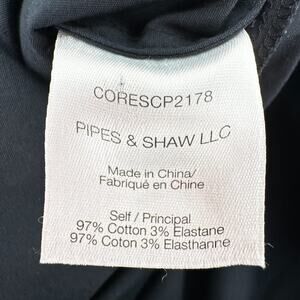 CORESCP2178
PIPES & SHAW LLC
Made in China/
Fabriqué en Chine
Self / Principal
97% Cotton 3% Elastane
97% Coton 3% Elasthanne